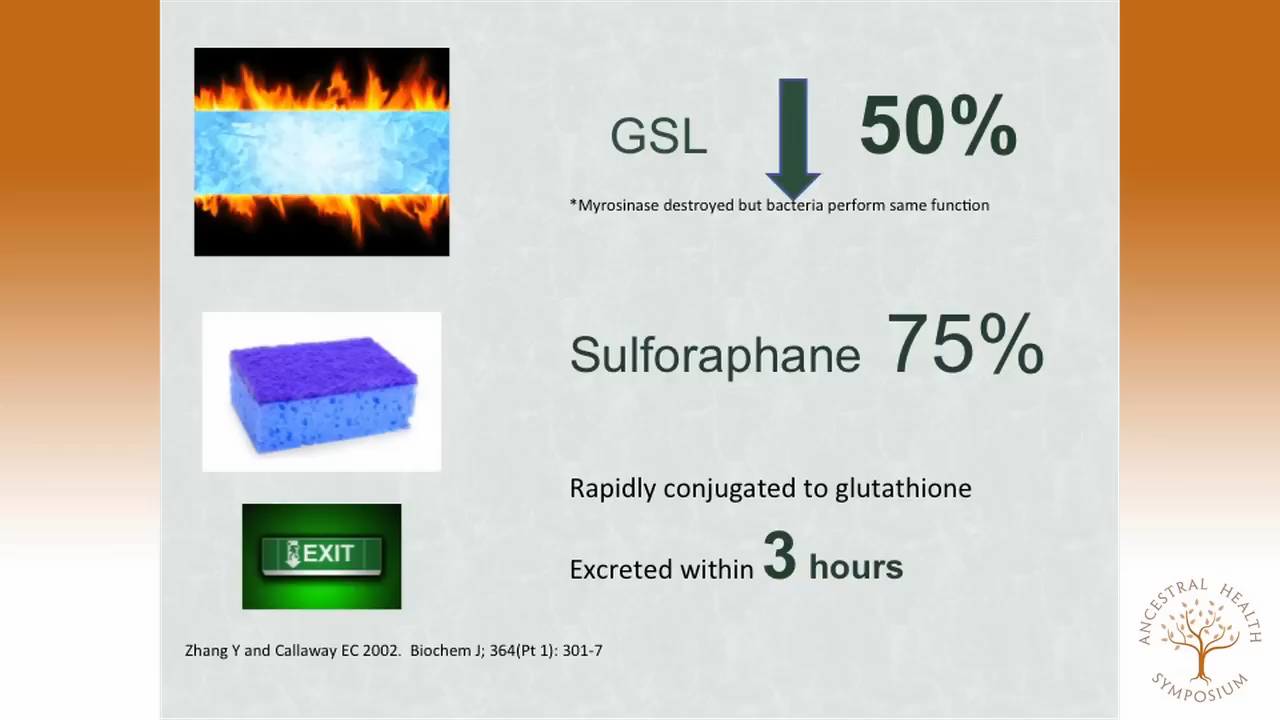 GSL 50%
*Myrosinase destroyed but bacteria perform same function
Sulforaphane 75%
EXIT
Rapidly conjugated to glutathione
Excreted within 3 hours
Zhang Y and Callaway EC 2002. Biochem J; 364(Pt 1): 301-7
ANCESTRAL HEALTH
SYMPOSIUM